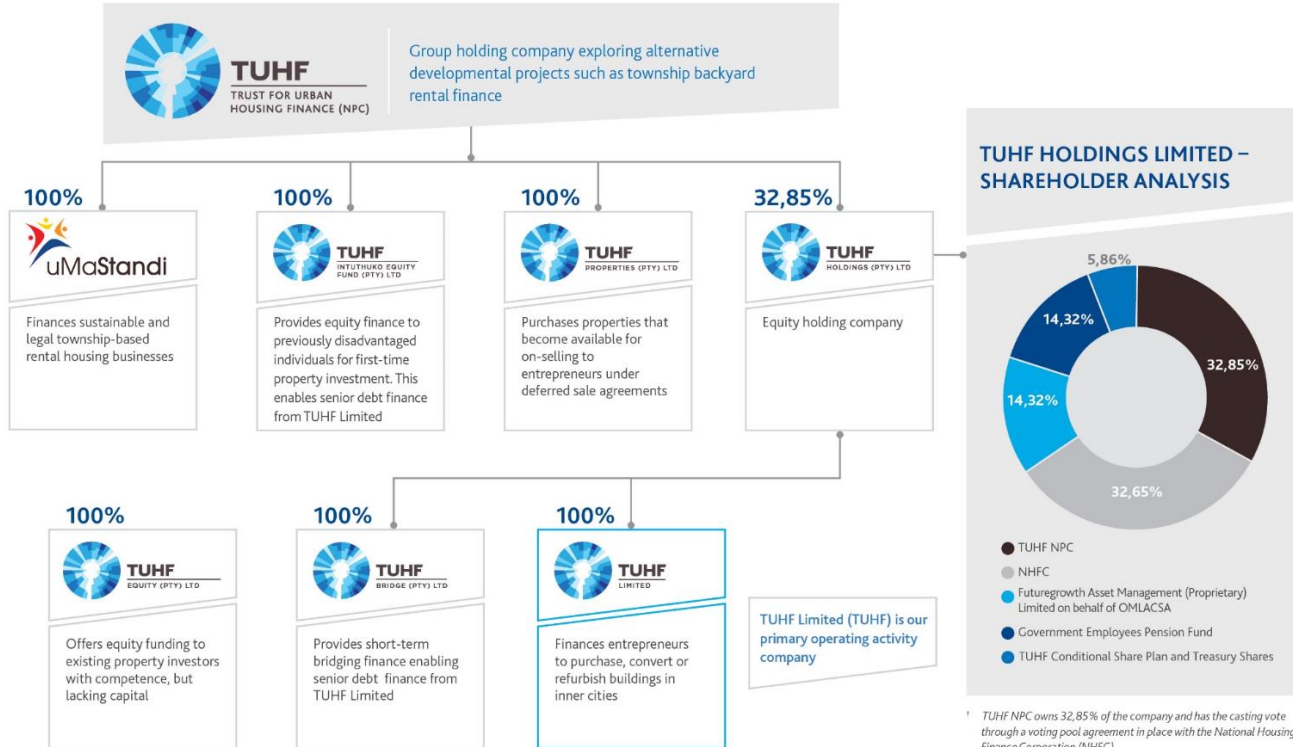 TUHF
TRUST FOR URBAN
HOUSING FINANCE (NPC)
Group holding company exploring alternative
developmental projects such as township backyard
rental finance
100%
uMaStandi
Finances sustainable and
legal township-based
rental housing businesses
100%
TUHF
INTUTHUKO EQUITY
FUND (PTY) LTD
Provides equity finance to
previously disadvantaged
individuals for first-time
property investment. This
enables senior debt finance
from TUHF Limited
100%
TUHF
PROPERTIES (PTY) LTD
Purchases properties that
become available for
on-selling to
entrepreneurs under
deferred sale agreements
32,85%
TUHF
HOLDINGS (PTY) LTD
Equity holding company
100%
TUHF
EQUITY (PTY) LTD
Offers equity funding to
existing property investors
with competence, but
lacking capital
100%
TUHF
BRIDGE (PTY) LTD
Provides short-term
bridging finance enabling
senior debt finance from
TUHF Limited
100%
TUHF
LIMITED
Finances entrepreneurs
to purchase, convert or
refurbish buildings in
inner cities
TUHF Limited (TUHF) is our
primary operating activity
company
TUHF HOLDINGS LIMITED –
SHAREHOLDER ANALYSIS
5,86%
14,32%
32,85%
14,32%
32,65%
TUHF NPC
NHFC
Futuregrowth Asset Management (Proprietary)
Limited on behalf of OMLACSA
Government Employees Pension Fund
TUHF Conditional Share Plan and Treasury Shares
1 TUHF NPC owns 32,85% of the company and has the casting vote
through a voting pool agreement in place with the National Housing
Finance Corporation (NHFC)